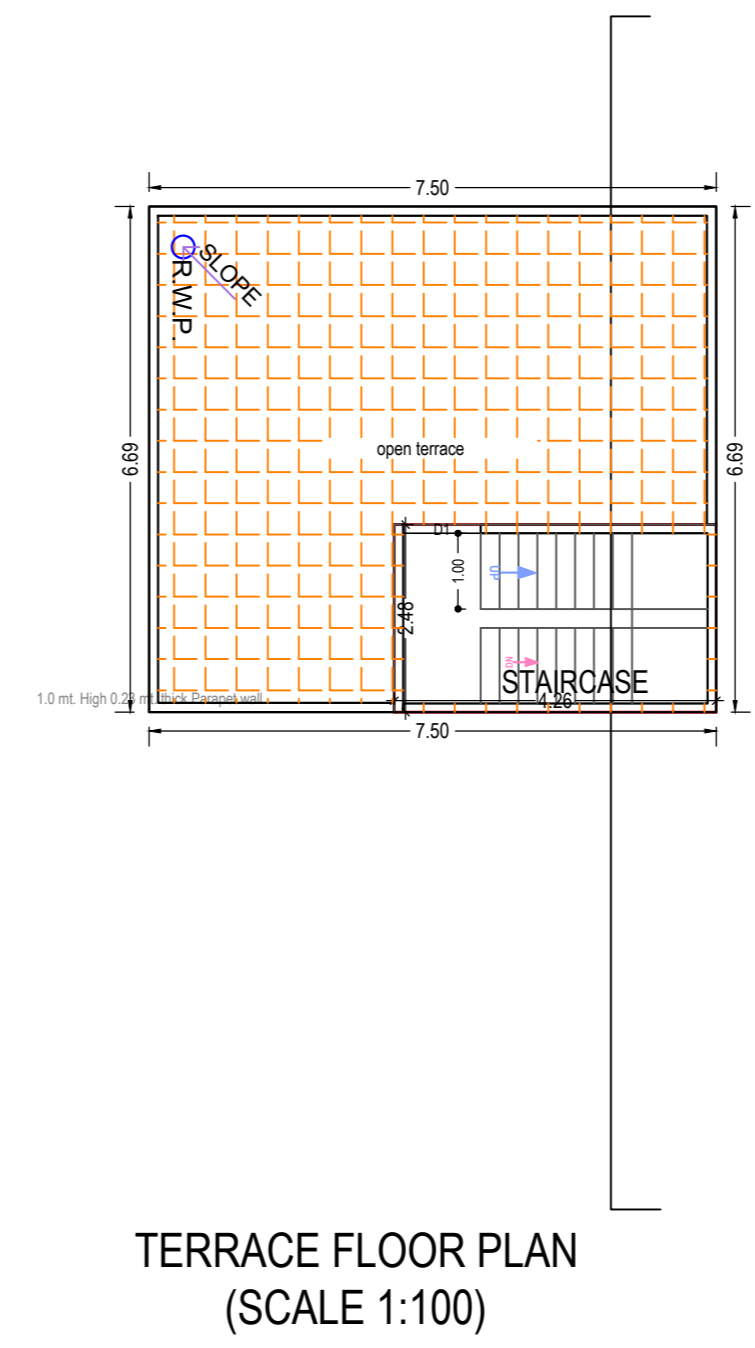 7.50
SLOPE
R.W.P.
6.69
6.69
open terrace
D1
1.00
UP
2.48
DN
STAIRCASE
4.26
1.0 mt. High 0.23 mt. thick Parapet wall
7.50
TERRACE FLOOR PLAN
(SCALE 1:100)